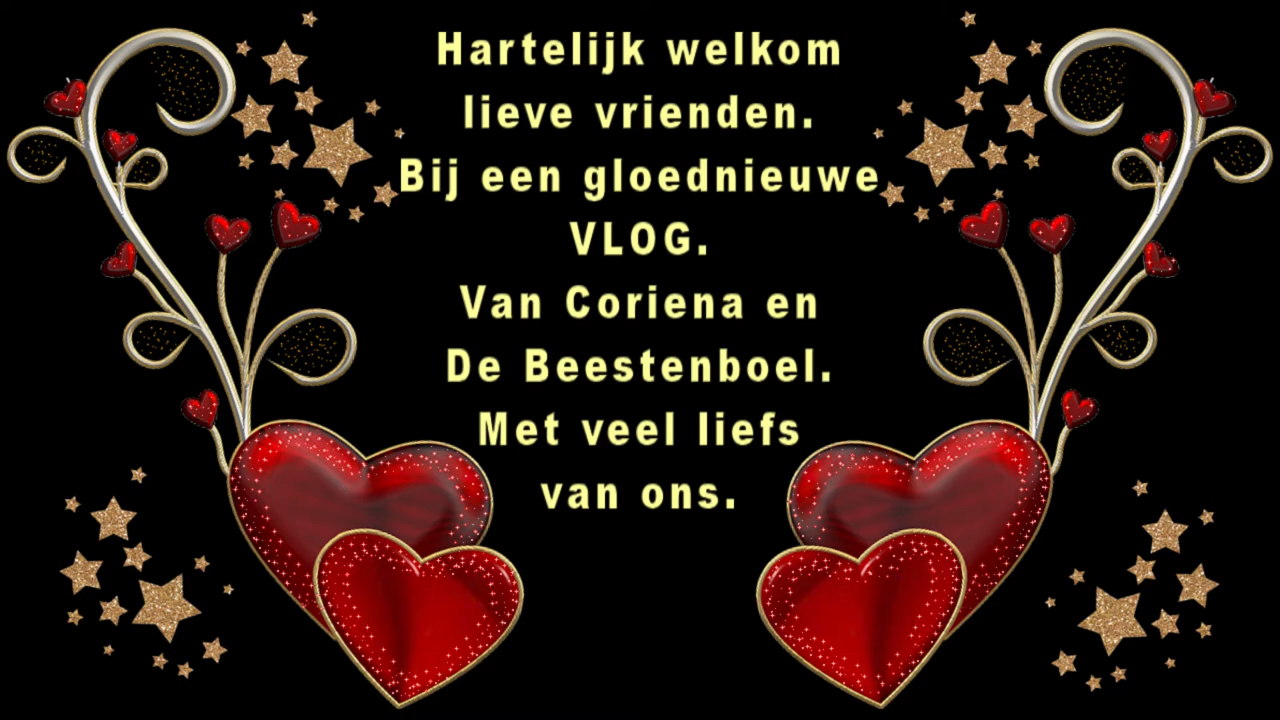 Hartelijk welkom
lieve vrienden.
Bij een gloednieuwe
VLOG.
Van Coriena en
De Beestenboel.
Met veel liefs
van ons.